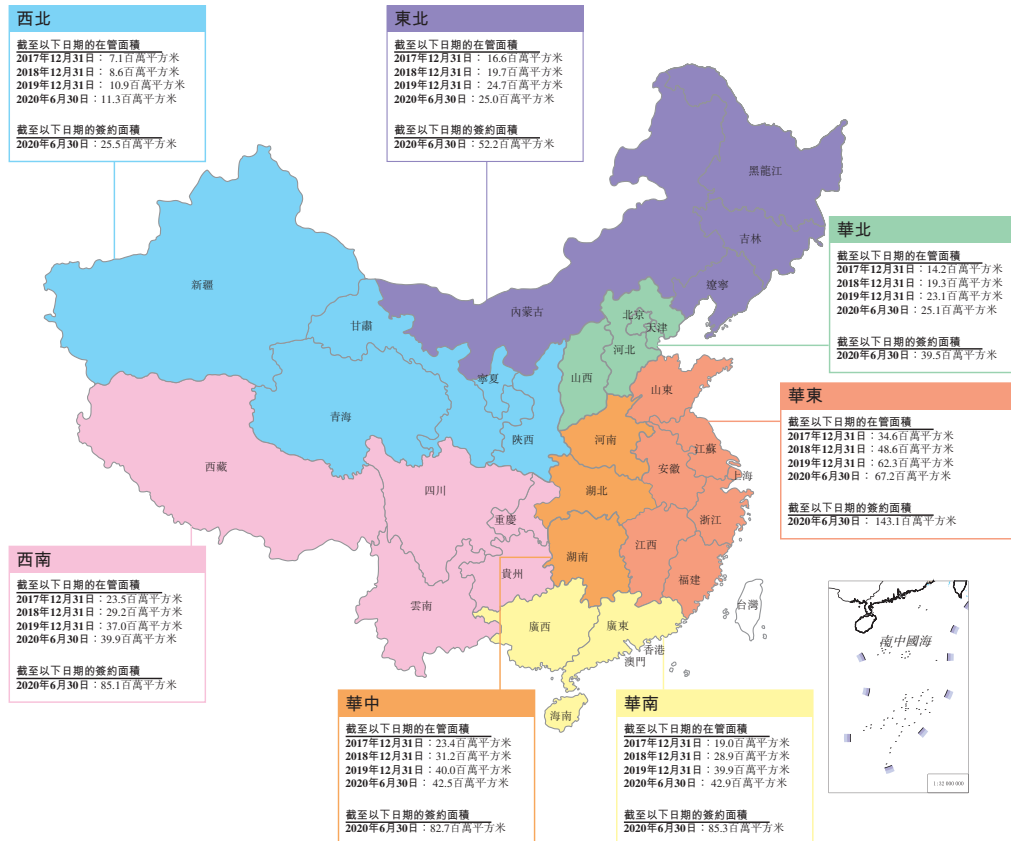 西北
截至以下日期的在管面積
2017年12月31日：7.1百萬平方米
2018年12月31日：8.6百萬平方米
2019年12月31日：10.9百萬平方米
2020年6月30日：11.3百萬平方米
截至以下日期的簽約面積
2020年6月30日：25.5百萬平方米
東北
截至以下日期的在管面積
2017年12月31日：16.6百萬平方米
2018年12月31日：19.7百萬平方米
2019年12月31日：24.7百萬平方米
2020年6月30日：25.0百萬平方米
截至以下日期的簽約面積
2020年6月30日：52.2百萬平方米
華北
截至以下日期的在管面積
2017年12月31日：14.2百萬平方米
2018年12月31日：19.3百萬平方米
2019年12月31日：23.1百萬平方米
2020年6月30日：25.1百萬平方米
截至以下日期的簽約面積
2020年6月30日：39.5百萬平方米
華東
截至以下日期的在管面積
2017年12月31日：34.6百萬平方米
2018年12月31日：48.6百萬平方米
2019年12月31日：62.3百萬平方米
2020年6月30日：67.2百萬平方米
截至以下日期的簽約面積
2020年6月30日：143.1百萬平方米
西南
截至以下日期的在管面積
2017年12月31日：23.5百萬平方米
2018年12月31日：29.2百萬平方米
2019年12月31日：37.0百萬平方米
2020年6月30日：39.9百萬平方米
截至以下日期的簽約面積
2020年6月30日：85.1百萬平方米
華中
截至以下日期的在管面積
2017年12月31日：23.4百萬平方米
2018年12月31日：31.2百萬平方米
2019年12月31日：40.0百萬平方米
2020年6月30日：42.5百萬平方米
截至以下日期的簽約面積
2020年6月30日：82.7百萬平方米
華南
截至以下日期的在管面積
2017年12月31日：19.0百萬平方米
2018年12月31日：28.9百萬平方米
2019年12月31日：39.9百萬平方米
2020年6月30日：42.9百萬平方米
截至以下日期的簽約面積
2020年6月30日：85.3百萬平方米
黑龍江
吉林
遼寧
內蒙古
新疆
甘肅
寧夏
青海
陝西
北京
天津
河北
山西
山東
河南
江蘇
安徽
上海
湖北
浙江
湖南
江西
福建
西藏
四川
重慶
貴州
雲南
廣西
廣東
香港
澳門
海南
台灣
南中國海
1:32 000 000